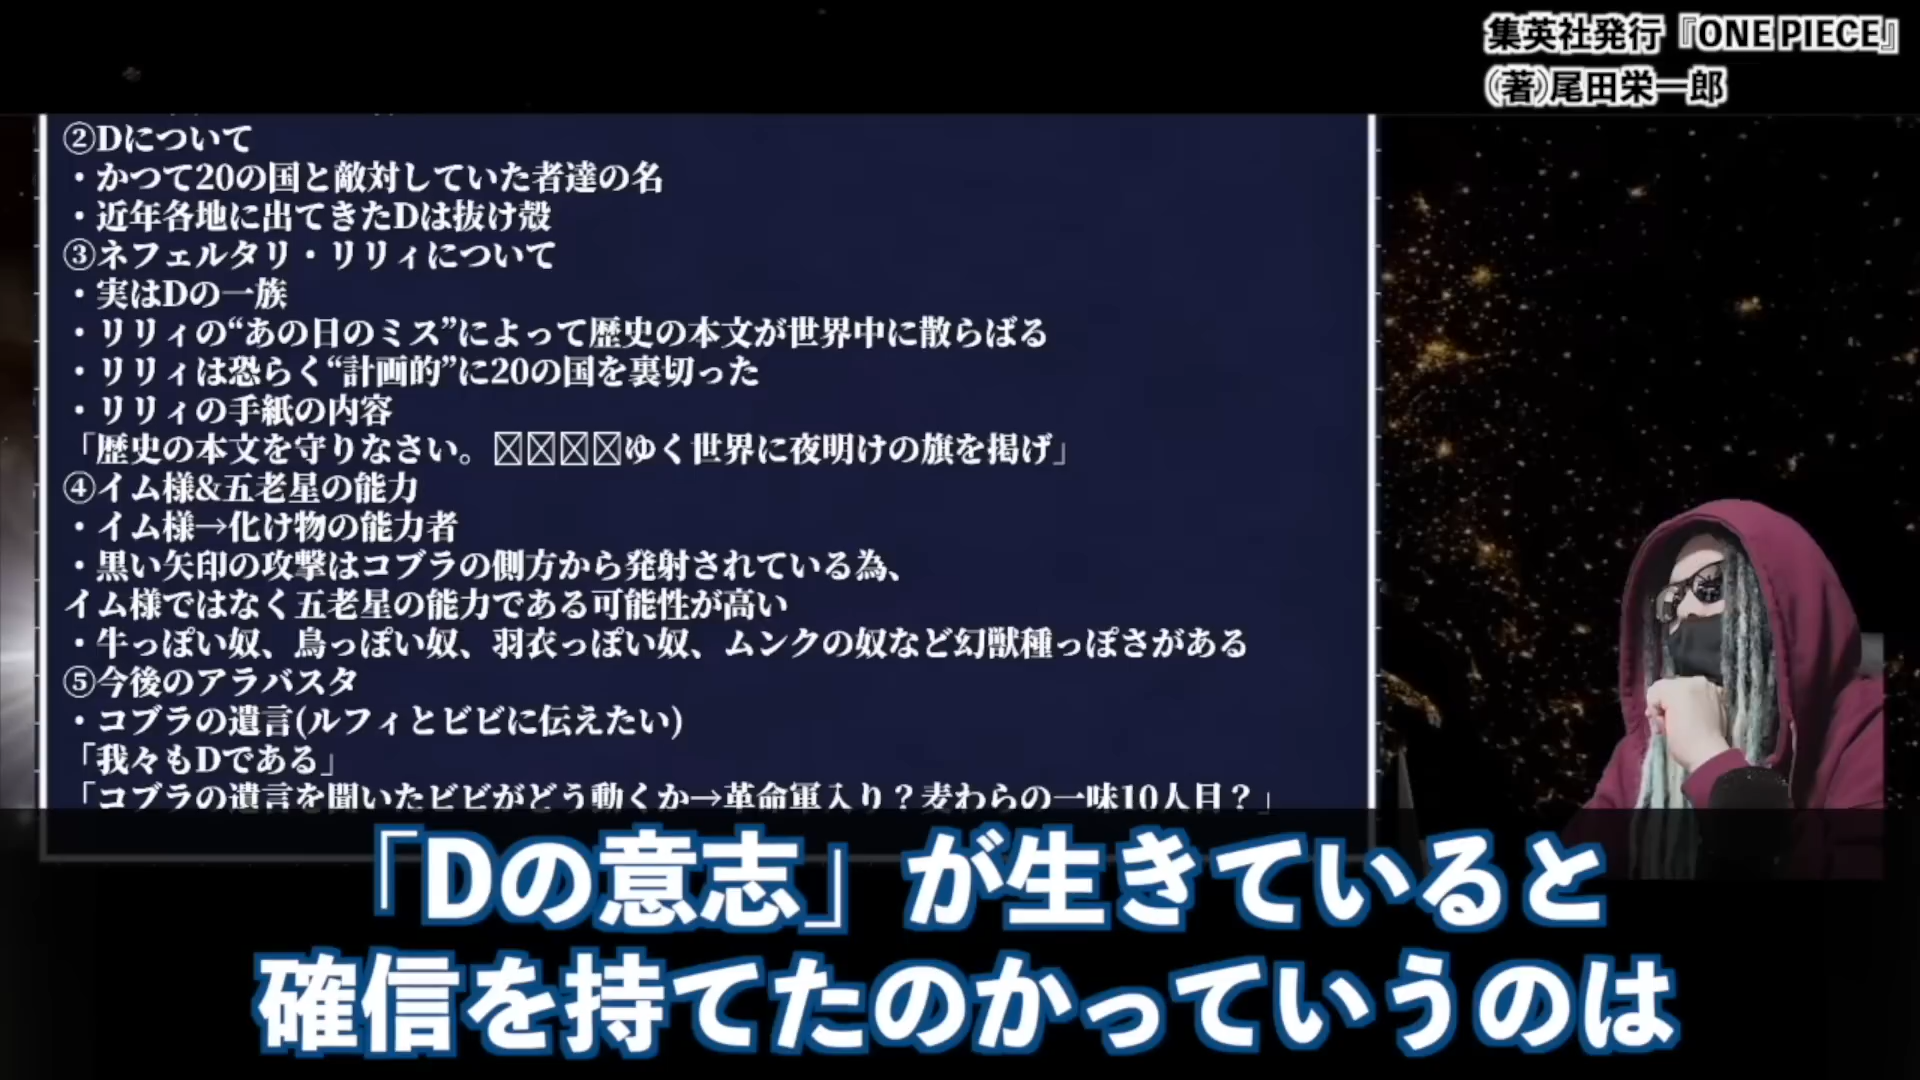 集英社発行『ONE PIECE』
(著)尾田栄一郎
②Dについて
・かつて20の国と敵対していた者達の名
・近年各地に出てきたDは抜け殻
③ネフェルタリ・リリィについて
・実はDの一族
・リリィの“あの日のミス”によって歴史の本文が世界中に散らばる
・リリィは恐らく“計画的”に20の国を裏切った
・リリィの手紙の内容
「歴史の本文を守りなさい。☒☒☒☒ゆく世界に夜明けの旗を掲げ」
④イム様&五老星の能力
・イム様→化け物の能力者
・黒い矢印の攻撃はコブラの側方から発射されている為、
イム様ではなく五老星の能力である可能性が高い
・牛っぽい奴、鳥っぽい奴、羽衣っぽい奴、ムンクの奴など幻獣種っぽさがある
⑤今後のアラバスタ
・コブラの遺言(ルフィとビビに伝えたい)
「我々もDである」
「コブラの遺言を聞いたビビがどう動くか→革命軍入り？麦わらの一味10人目？」
「Dの意志」が生きていると
確信を持てたのかっていうのは